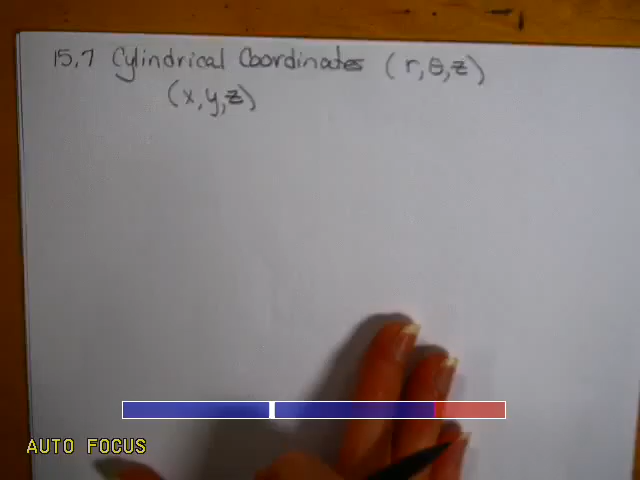 15.7 Cylindrical Coordinates (r, θ, z)
(x, y, z)
AUTO FOCUS